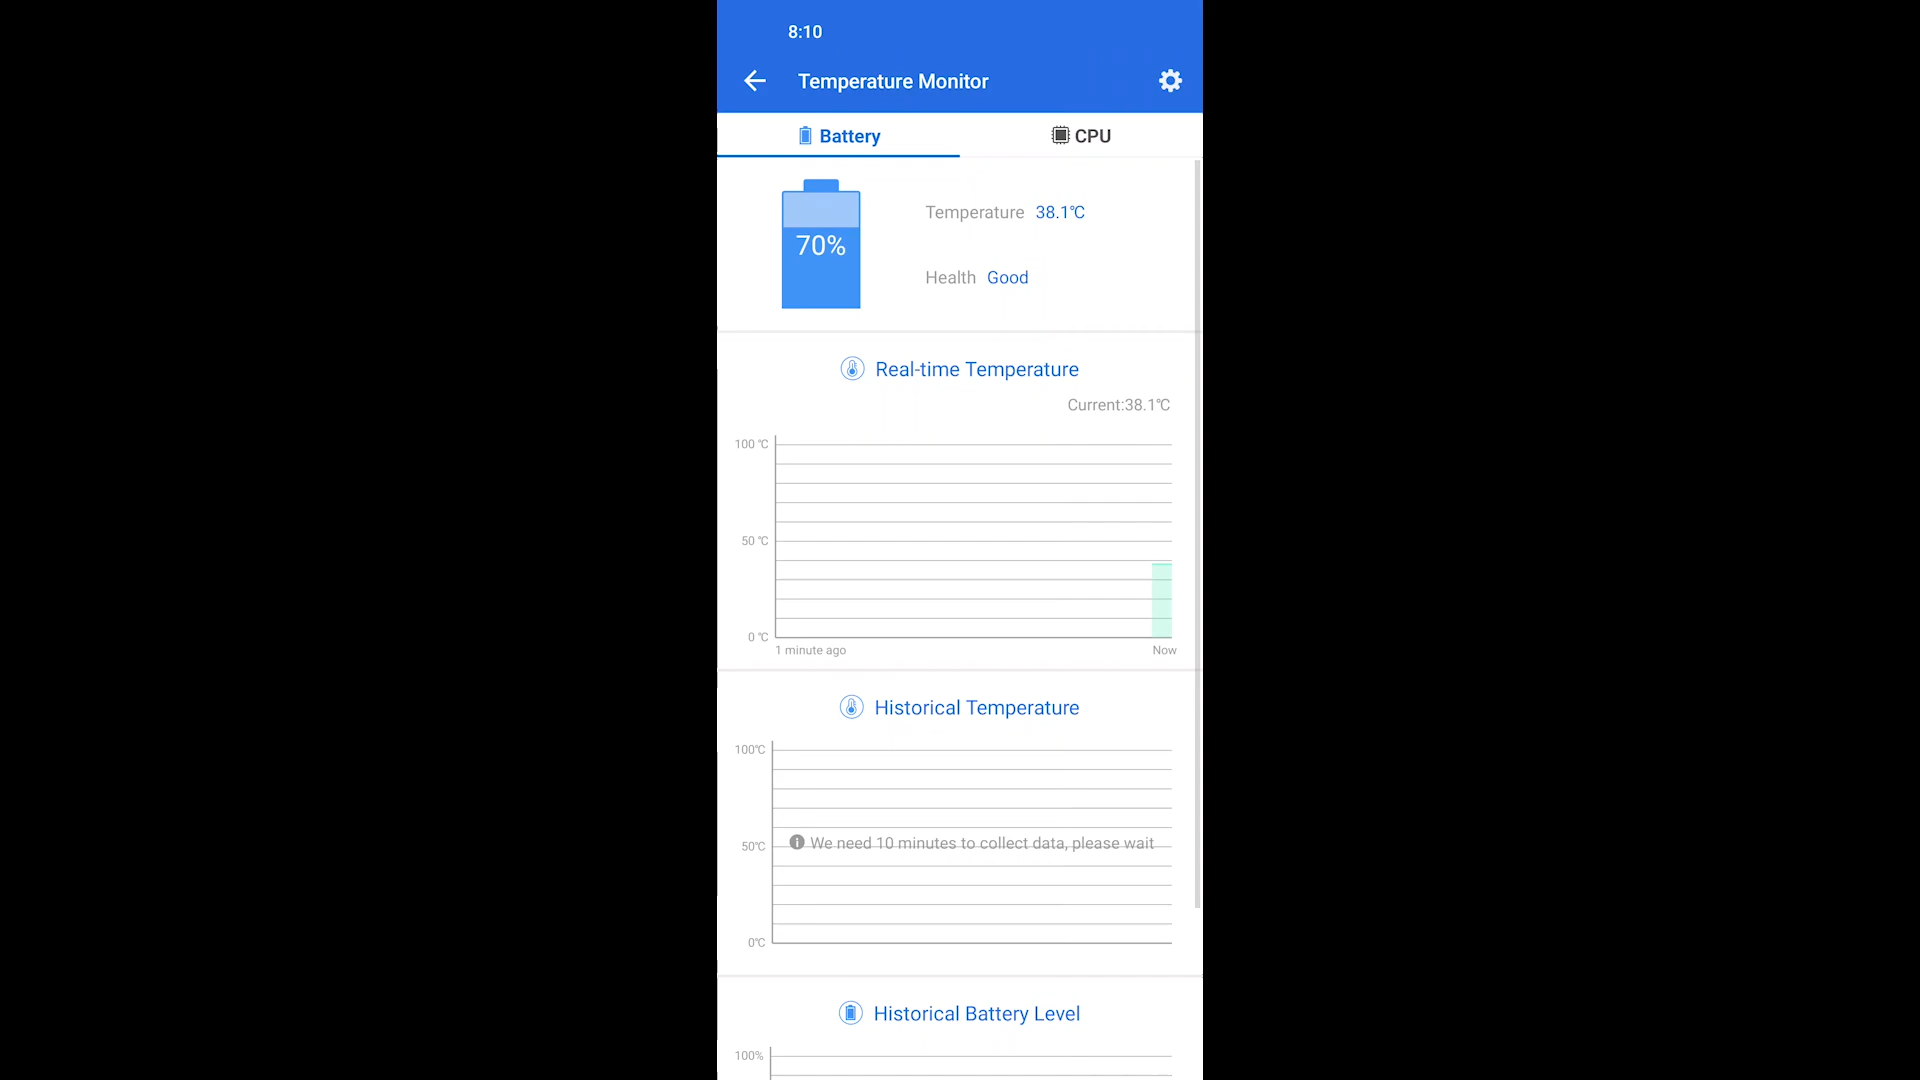 8:10
Temperature Monitor
Battery
CPU
70%
Temperature 38.1℃
Health Good
Real-time Temperature
Current:38.1℃
100 ℃
50 ℃
0 ℃
1 minute ago
Now
Historical Temperature
100℃
We need 10 minutes to collect data, please wait
50℃
0℃
Historical Battery Level
100%